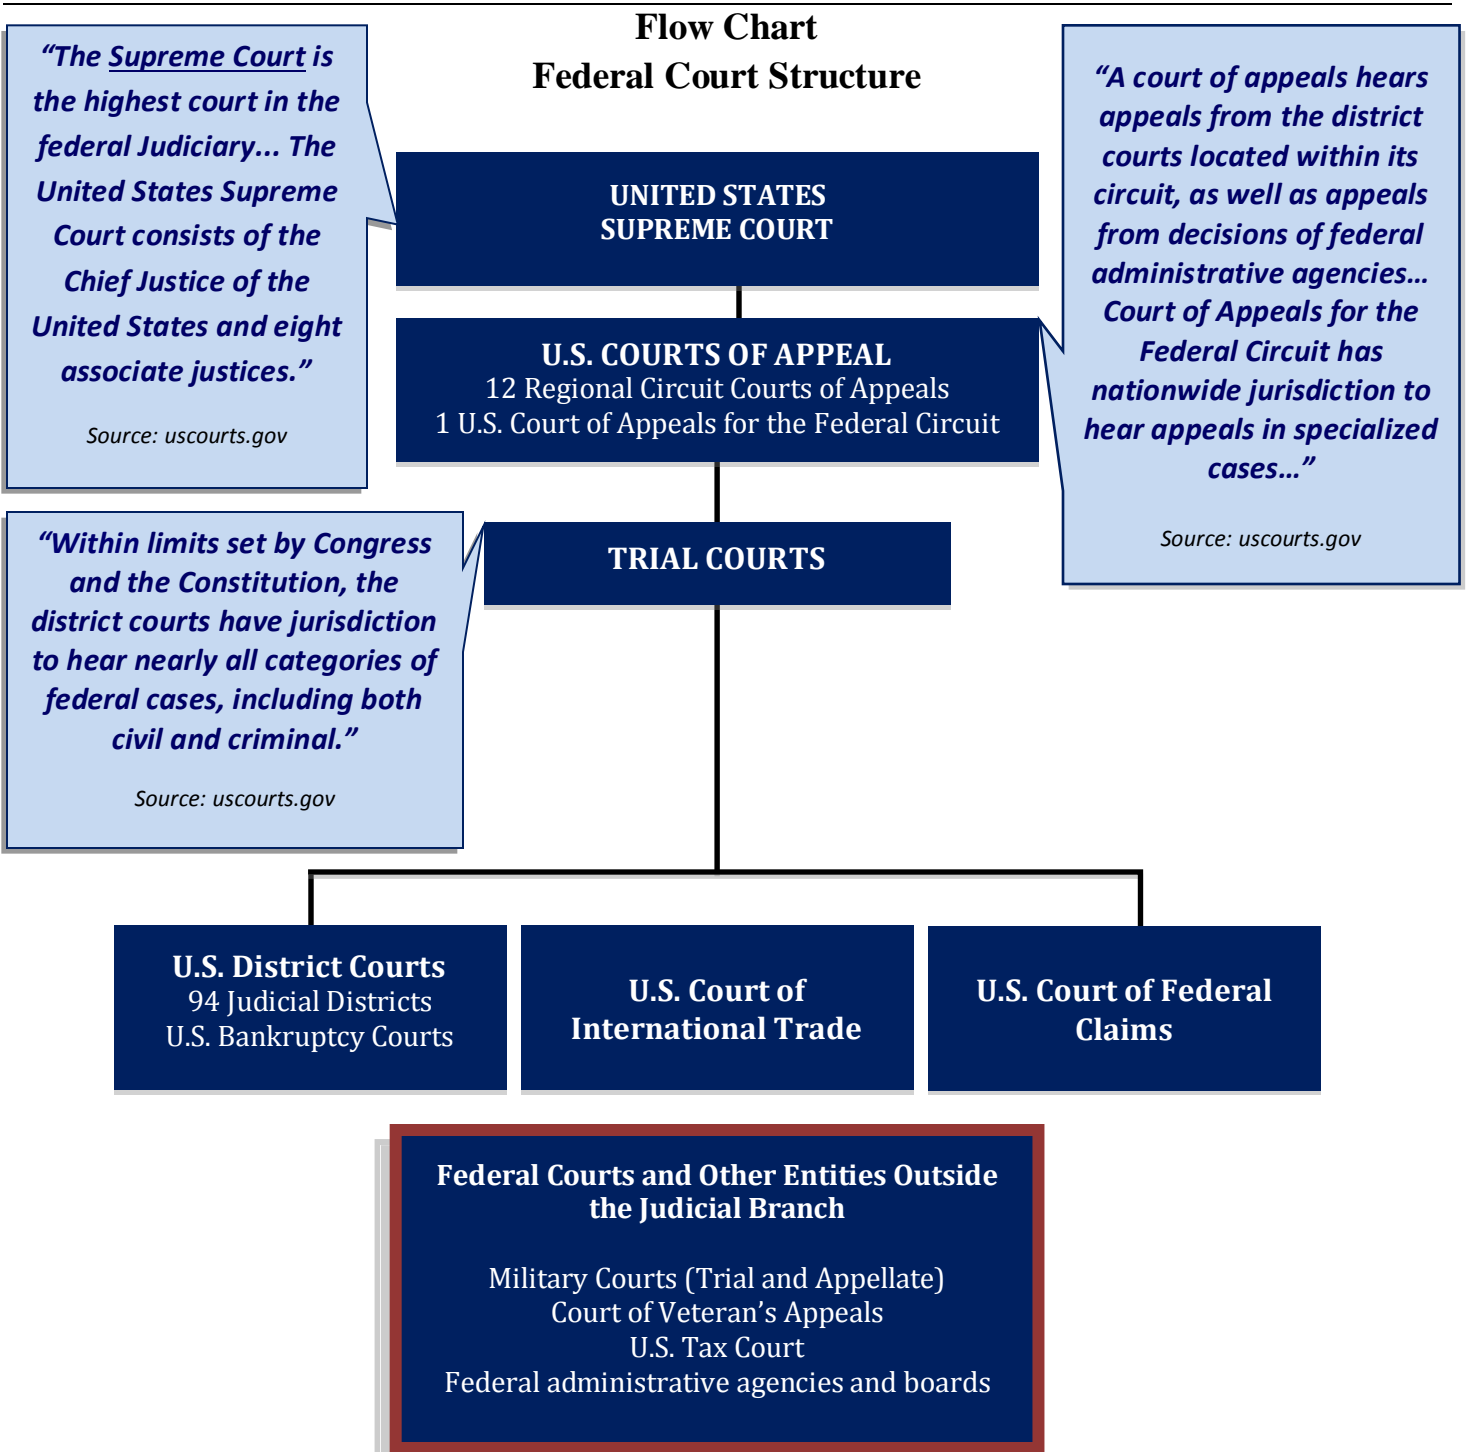 Flow Chart
Federal Court Structure
“The Supreme Court is
the highest court in the
federal Judiciary... The
United States Supreme
Court consists of the
Chief Justice of the
United States and eight
associate justices.”
Source: uscourts.gov
UNITED STATES
SUPREME COURT
“A court of appeals hears
appeals from the district
courts located within its
circuit, as well as appeals
from decisions of federal
administrative agencies…
Court of Appeals for the
Federal Circuit has
nationwide jurisdiction to
hear appeals in specialized
cases…”
Source: uscourts.gov
U.S. COURTS OF APPEAL
12 Regional Circuit Courts of Appeals
1 U.S. Court of Appeals for the Federal Circuit
“Within limits set by Congress
and the Constitution, the
district courts have jurisdiction
to hear nearly all categories of
federal cases, including both
civil and criminal.”
Source: uscourts.gov
TRIAL COURTS
U.S. District Courts
94 Judicial Districts
U.S. Bankruptcy Courts
U.S. Court of
International Trade
U.S. Court of Federal
Claims
Federal Courts and Other Entities Outside
the Judicial Branch
Military Courts (Trial and Appellate)
Court of Veteran’s Appeals
U.S. Tax Court
Federal administrative agencies and boards